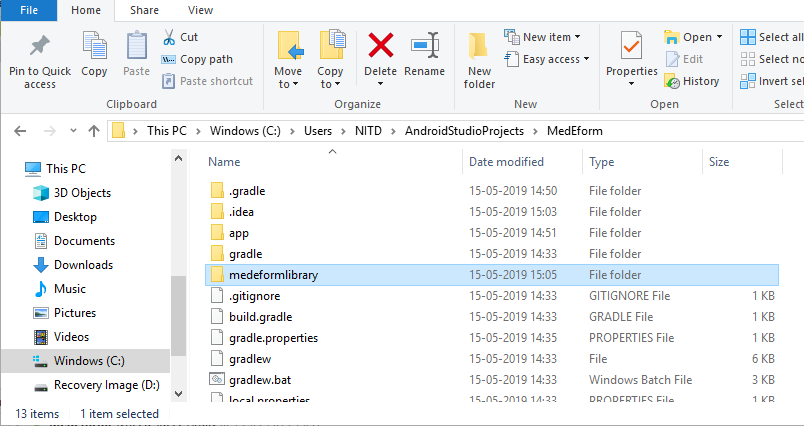 File Home Share View
Pin to Quick access
Copy
Paste
Cut
Copy path
Paste shortcut
Clipboard
Move to
Copy to
Delete
Rename
Organize
New folder
New item
Easy access
New
Properties
Open
Edit
History
Open
Select all
Select no
Invert sel
This PC Windows (C:) Users NITD AndroidStudioProjects MedEform
This PC
3D Objects
Desktop
Documents
Downloads
Music
Pictures
Videos
Windows (C:)
Recovery Image (D:)
Name Date modified Type Size
.gradle 15-05-2019 14:50 File folder
.idea 15-05-2019 15:03 File folder
app 15-05-2019 14:51 File folder
gradle 15-05-2019 14:33 File folder
medeformlibrary 15-05-2019 15:05 File folder
.gitignore 15-05-2019 14:33 GITIGNORE File 1 KB
build.gradle 15-05-2019 14:33 GRADLE File 1 KB
gradle.properties 15-05-2019 14:35 PROPERTIES File 1 KB
gradlew 15-05-2019 14:33 File 6 KB
gradlew.bat 15-05-2019 14:33 Windows Batch File 3 KB
local.properties 15-05-2019 14:33 PROPERTIES File 1 KB
13 items 1 item selected